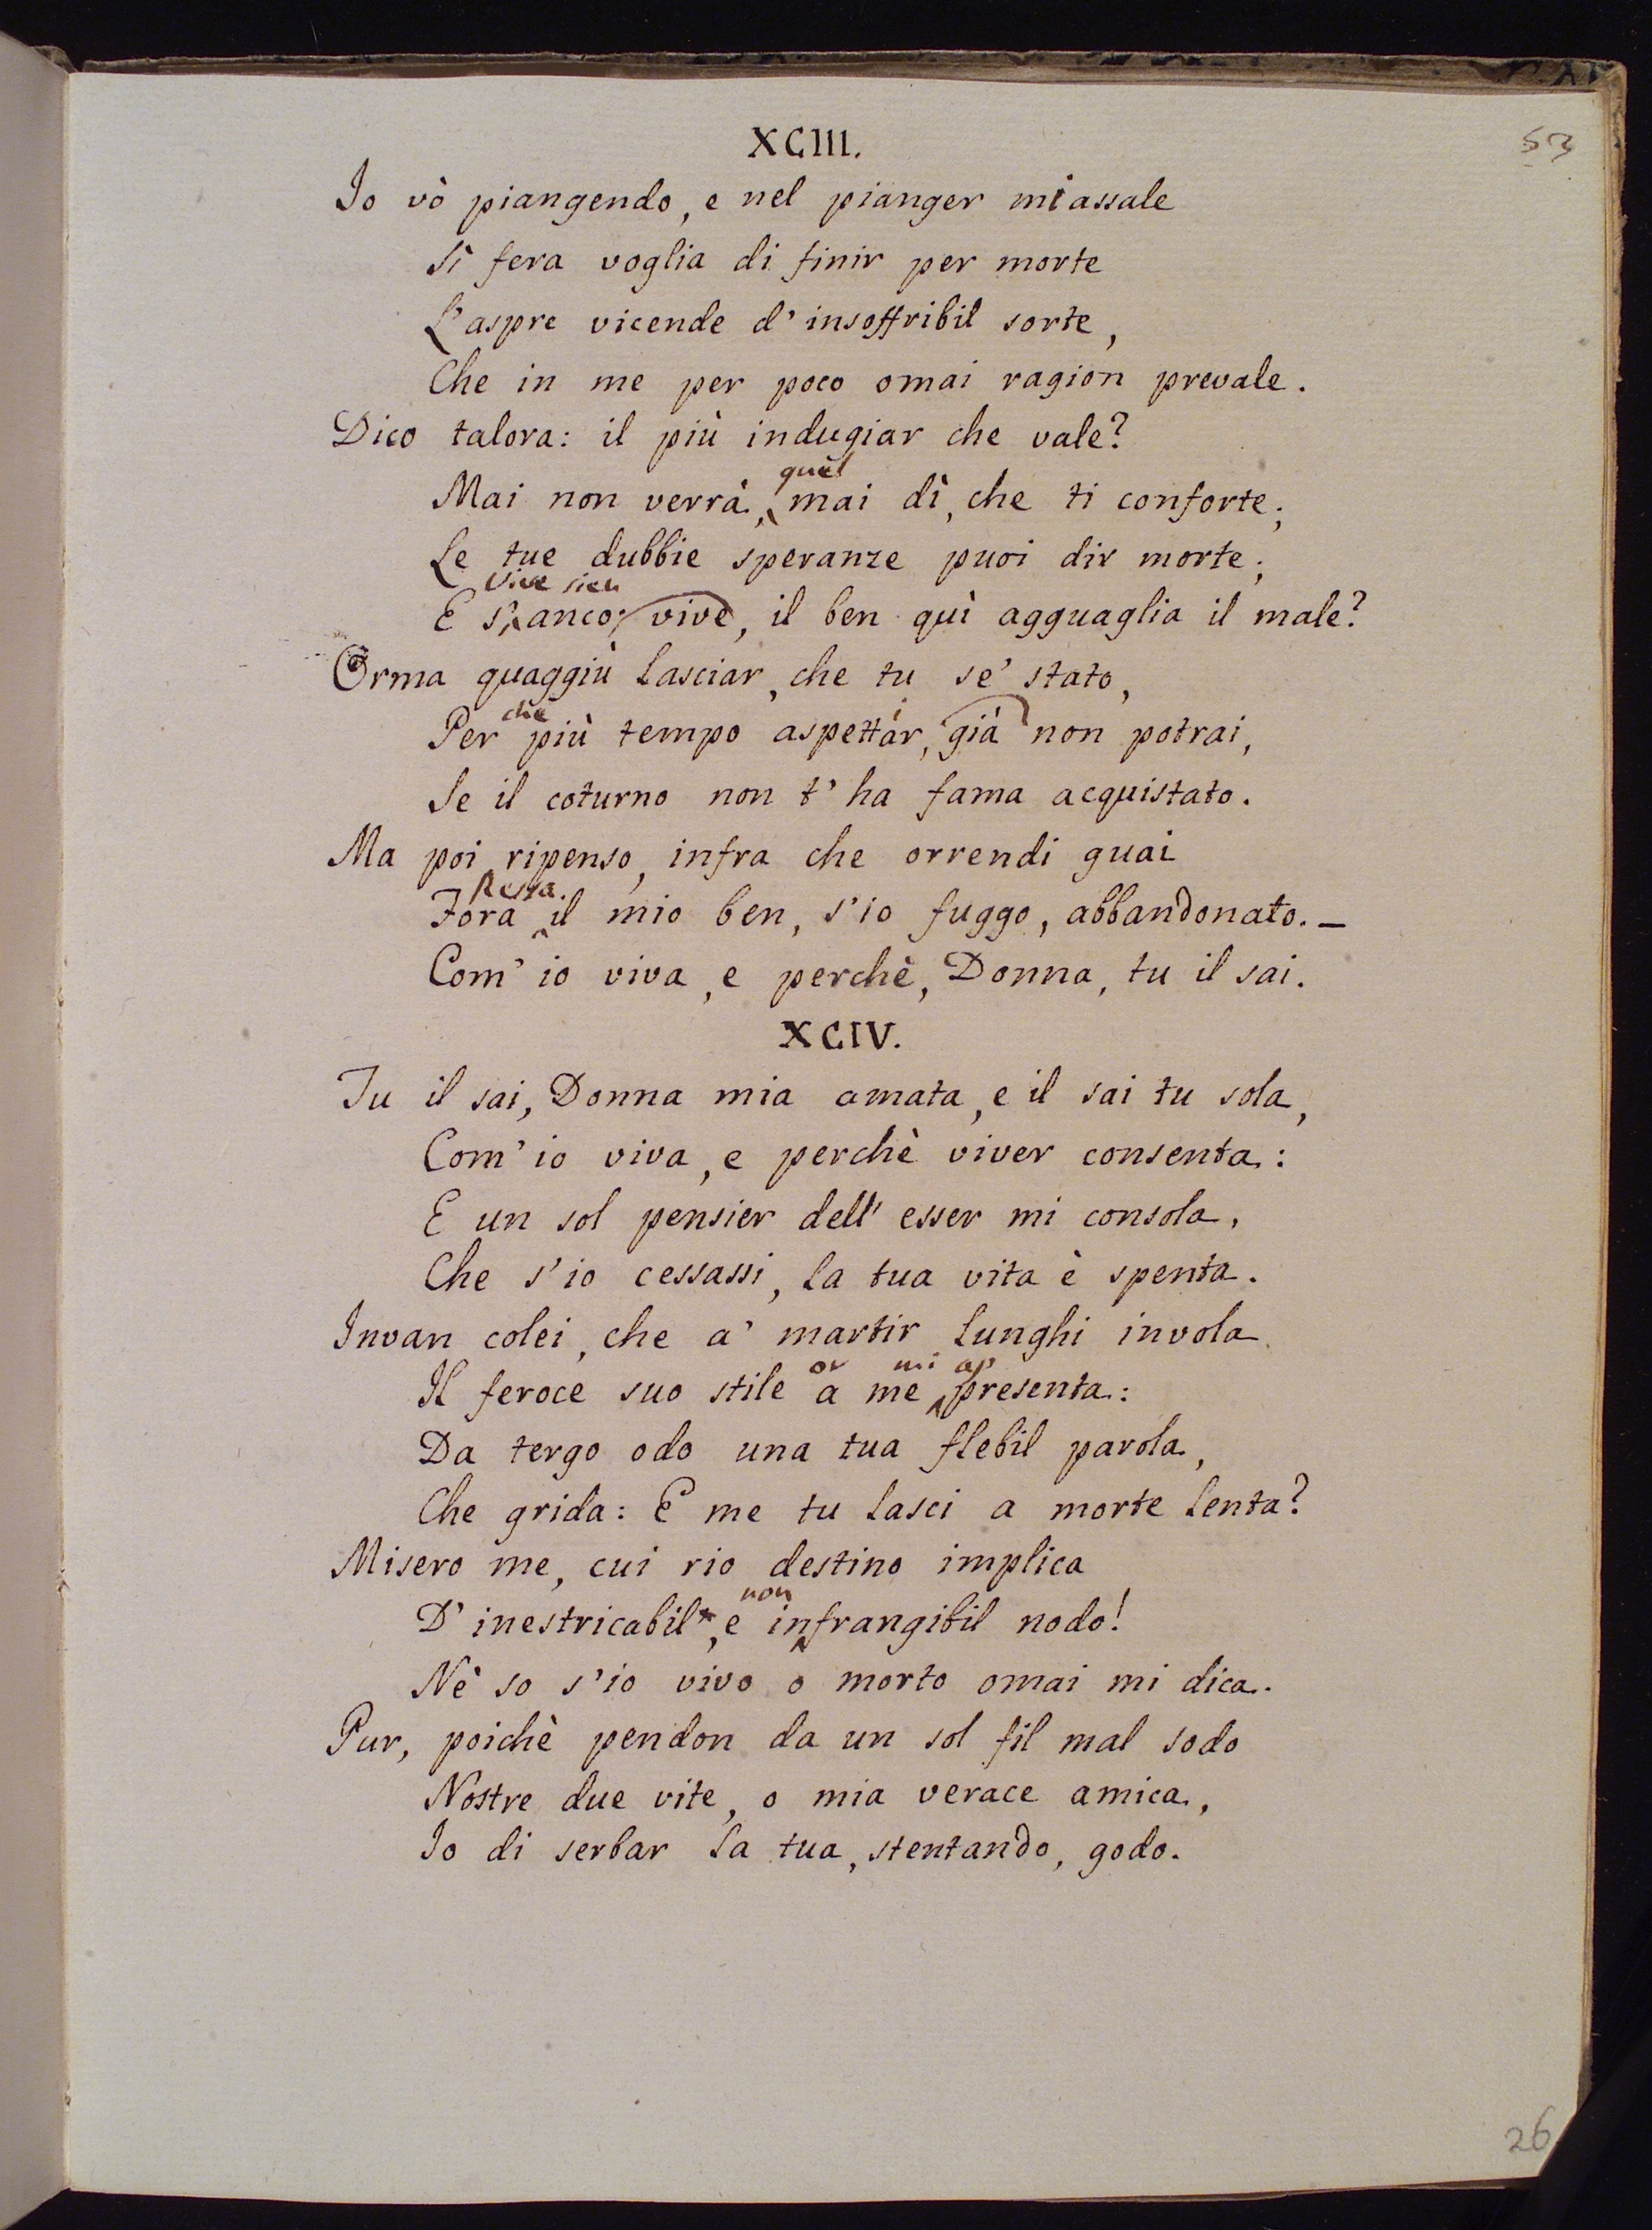 53
XCIII.
Io vò piangendo, e nel pianger mi assale
Sì fera voglia di finir per morte
L'aspre vicende d'insoffribil sorte,
Che in me per poco omai ragion prevale.
Dico talora: il più indugiar che vale?
quel
Mai non verrà, mai dì, che ti conforte;
Le tue dubbie speranze puoi dir morte;
Vive
E s'anco vive, il ben quì agguaglia il male?
Orma quaggiù lasciar, che tu se' stato,
chè
Per più tempo aspettar, già non potrai,
Se il coturno non t'ha fama acquistato.
Ma poi ripenso, infra che orrendi guai
Fora il mio ben, s'io fuggo, abbandonato. —
Com' io viva, e perchè, Donna, tu il sai.
XCIV.
Tu il sai, Donna mia amata, e il sai tu sola,
Com' io viva, e perchè viver consenta:
E un sol pensier dell' esser mi consola,
Che s'io cessassi, la tua vita è spenta.
Invan colei, che a' martir lunghi invola
or mi ap
Il feroce suo stile a me presenta:
Da tergo odo una tua flebil parola,
Che grida: E me tu lasci a morte lenta?
Misero me, cui rio destino implica
non
D' inestricabil, e infrangibil nodo!
Nè so s'io vivo o morto omai mi dica.
Pur, poichè pendon da un sol fil mal sodo
Nostre due vite, o mia verace amica,
Io di serbar la tua, stentando, godo.
26